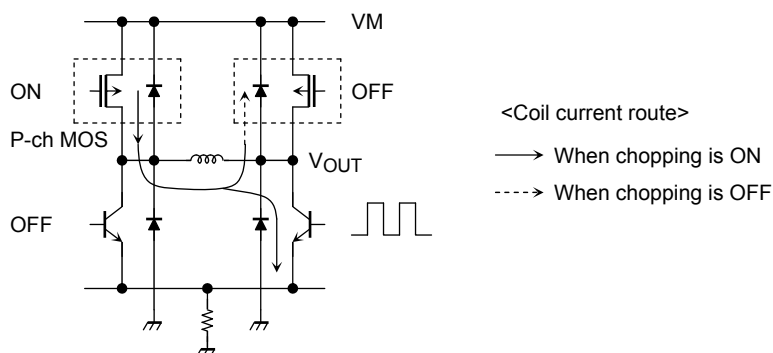 VM
ON
OFF
P-ch MOS
VOUT
OFF
<Coil current route>
When chopping is ON
When chopping is OFF